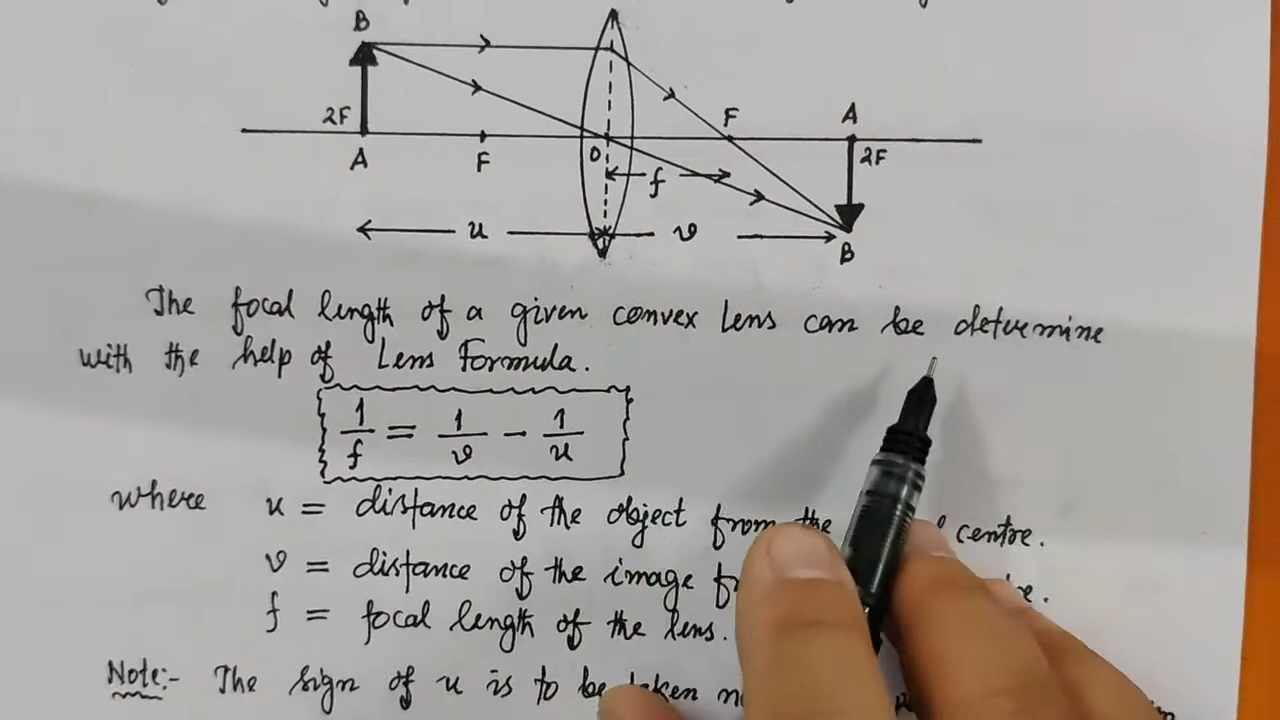 B
2F
F
A
A
F
O
2F
f
u
v
B
The focal length of a given convex Lens can be determine
with the help of Lens Formula.
1/f = 1/v - 1/u
where u = distance of the object from the centre.
v = distance of the image
f = focal length of the lens.
Note:- The sign of u is to be taken